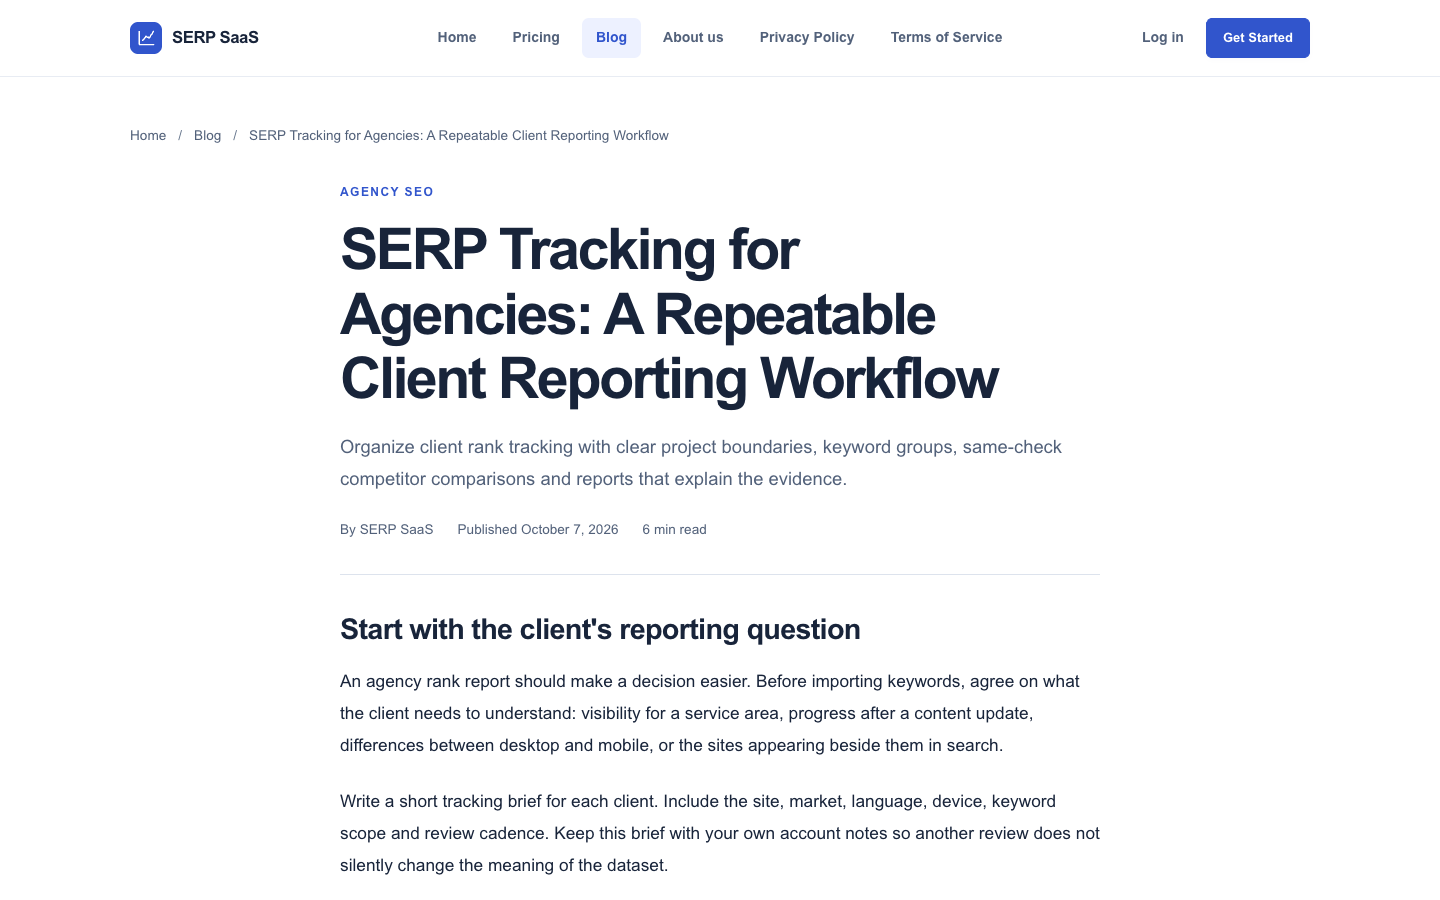 SERP SaaS
Home
Pricing
Blog
About us
Privacy Policy
Terms of Service
Log in
Get Started
Home / Blog / SERP Tracking for Agencies: A Repeatable Client Reporting Workflow
AGENCY SEO
SERP Tracking for
Agencies: A Repeatable
Client Reporting Workflow
Organize client rank tracking with clear project boundaries, keyword groups, same-check
competitor comparisons and reports that explain the evidence.
By SERP SaaS Published October 7, 2026 6 min read
Start with the client's reporting question
An agency rank report should make a decision easier. Before importing keywords, agree on what
the client needs to understand: visibility for a service area, progress after a content update,
differences between desktop and mobile, or the sites appearing beside them in search.
Write a short tracking brief for each client. Include the site, market, language, device, keyword
scope and review cadence. Keep this brief with your own account notes so another review does not
silently change the meaning of the dataset.